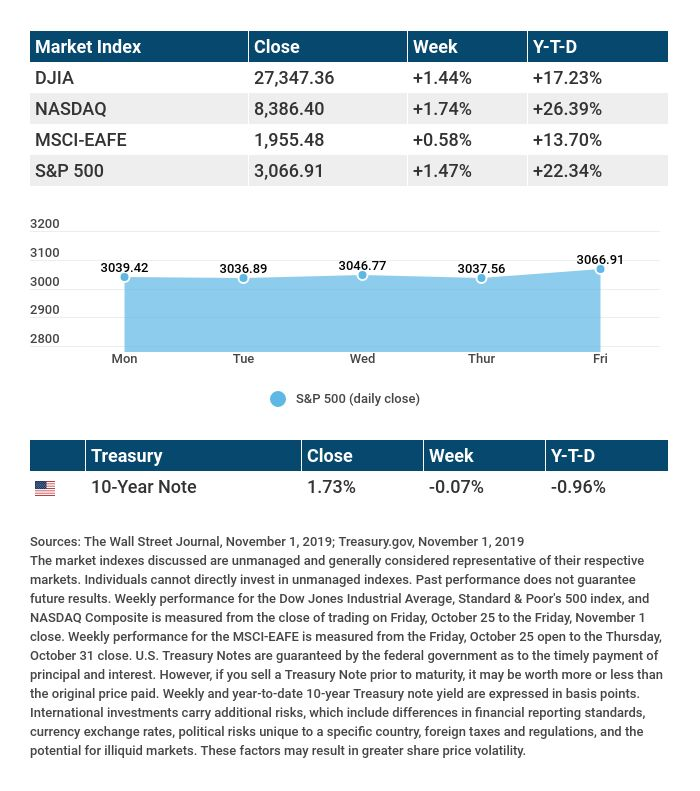 Market Index Close Week Y-T-D
DJIA 27,347.36 +1.44% +17.23%
NASDAQ 8,386.40 +1.74% +26.39%
MSCI-EAFE 1,955.48 +0.58% +13.70%
S&P 500 3,066.91 +1.47% +22.34%
3200
3100
3000
2900
2800
3039.42 3036.89 3046.77 3037.56 3066.91
Mon Tue Wed Thur Fri
S&P 500 (daily close)
Treasury Close Week Y-T-D
10-Year Note 1.73% -0.07% -0.96%
Sources: The Wall Street Journal, November 1, 2019; Treasury.gov, November 1, 2019
The market indexes discussed are unmanaged and generally considered representative of their respective
markets. Individuals cannot directly invest in unmanaged indexes. Past performance does not guarantee
future results. Weekly performance for the Dow Jones Industrial Average, Standard & Poor's 500 index, and
NASDAQ Composite is measured from the close of trading on Friday, October 25 to the Friday, November 1
close. Weekly performance for the MSCI-EAFE is measured from the Friday, October 25 open to the Thursday,
October 31 close. U.S. Treasury Notes are guaranteed by the federal government as to the timely payment of
principal and interest. However, if you sell a Treasury Note prior to maturity, it may be worth more or less than
the original price paid. Weekly and year-to-date 10-year Treasury note yield are expressed in basis points.
International investments carry additional risks, which include differences in financial reporting standards,
currency exchange rates, political risks unique to a specific country, foreign taxes and regulations, and the
potential for illiquid markets. These factors may result in greater share price volatility.